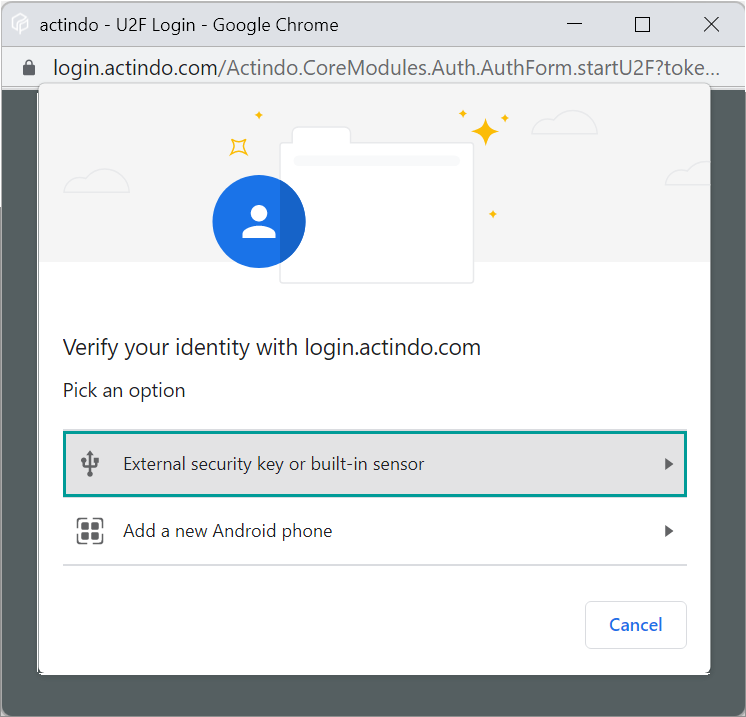 actindo - U2F Login - Google Chrome
login.actindo.com/Actindo.CoreModules.Auth.AuthForm.startU2F?toke...
Verify your identity with login.actindo.com
Pick an option
External security key or built-in sensor
Add a new Android phone
Cancel